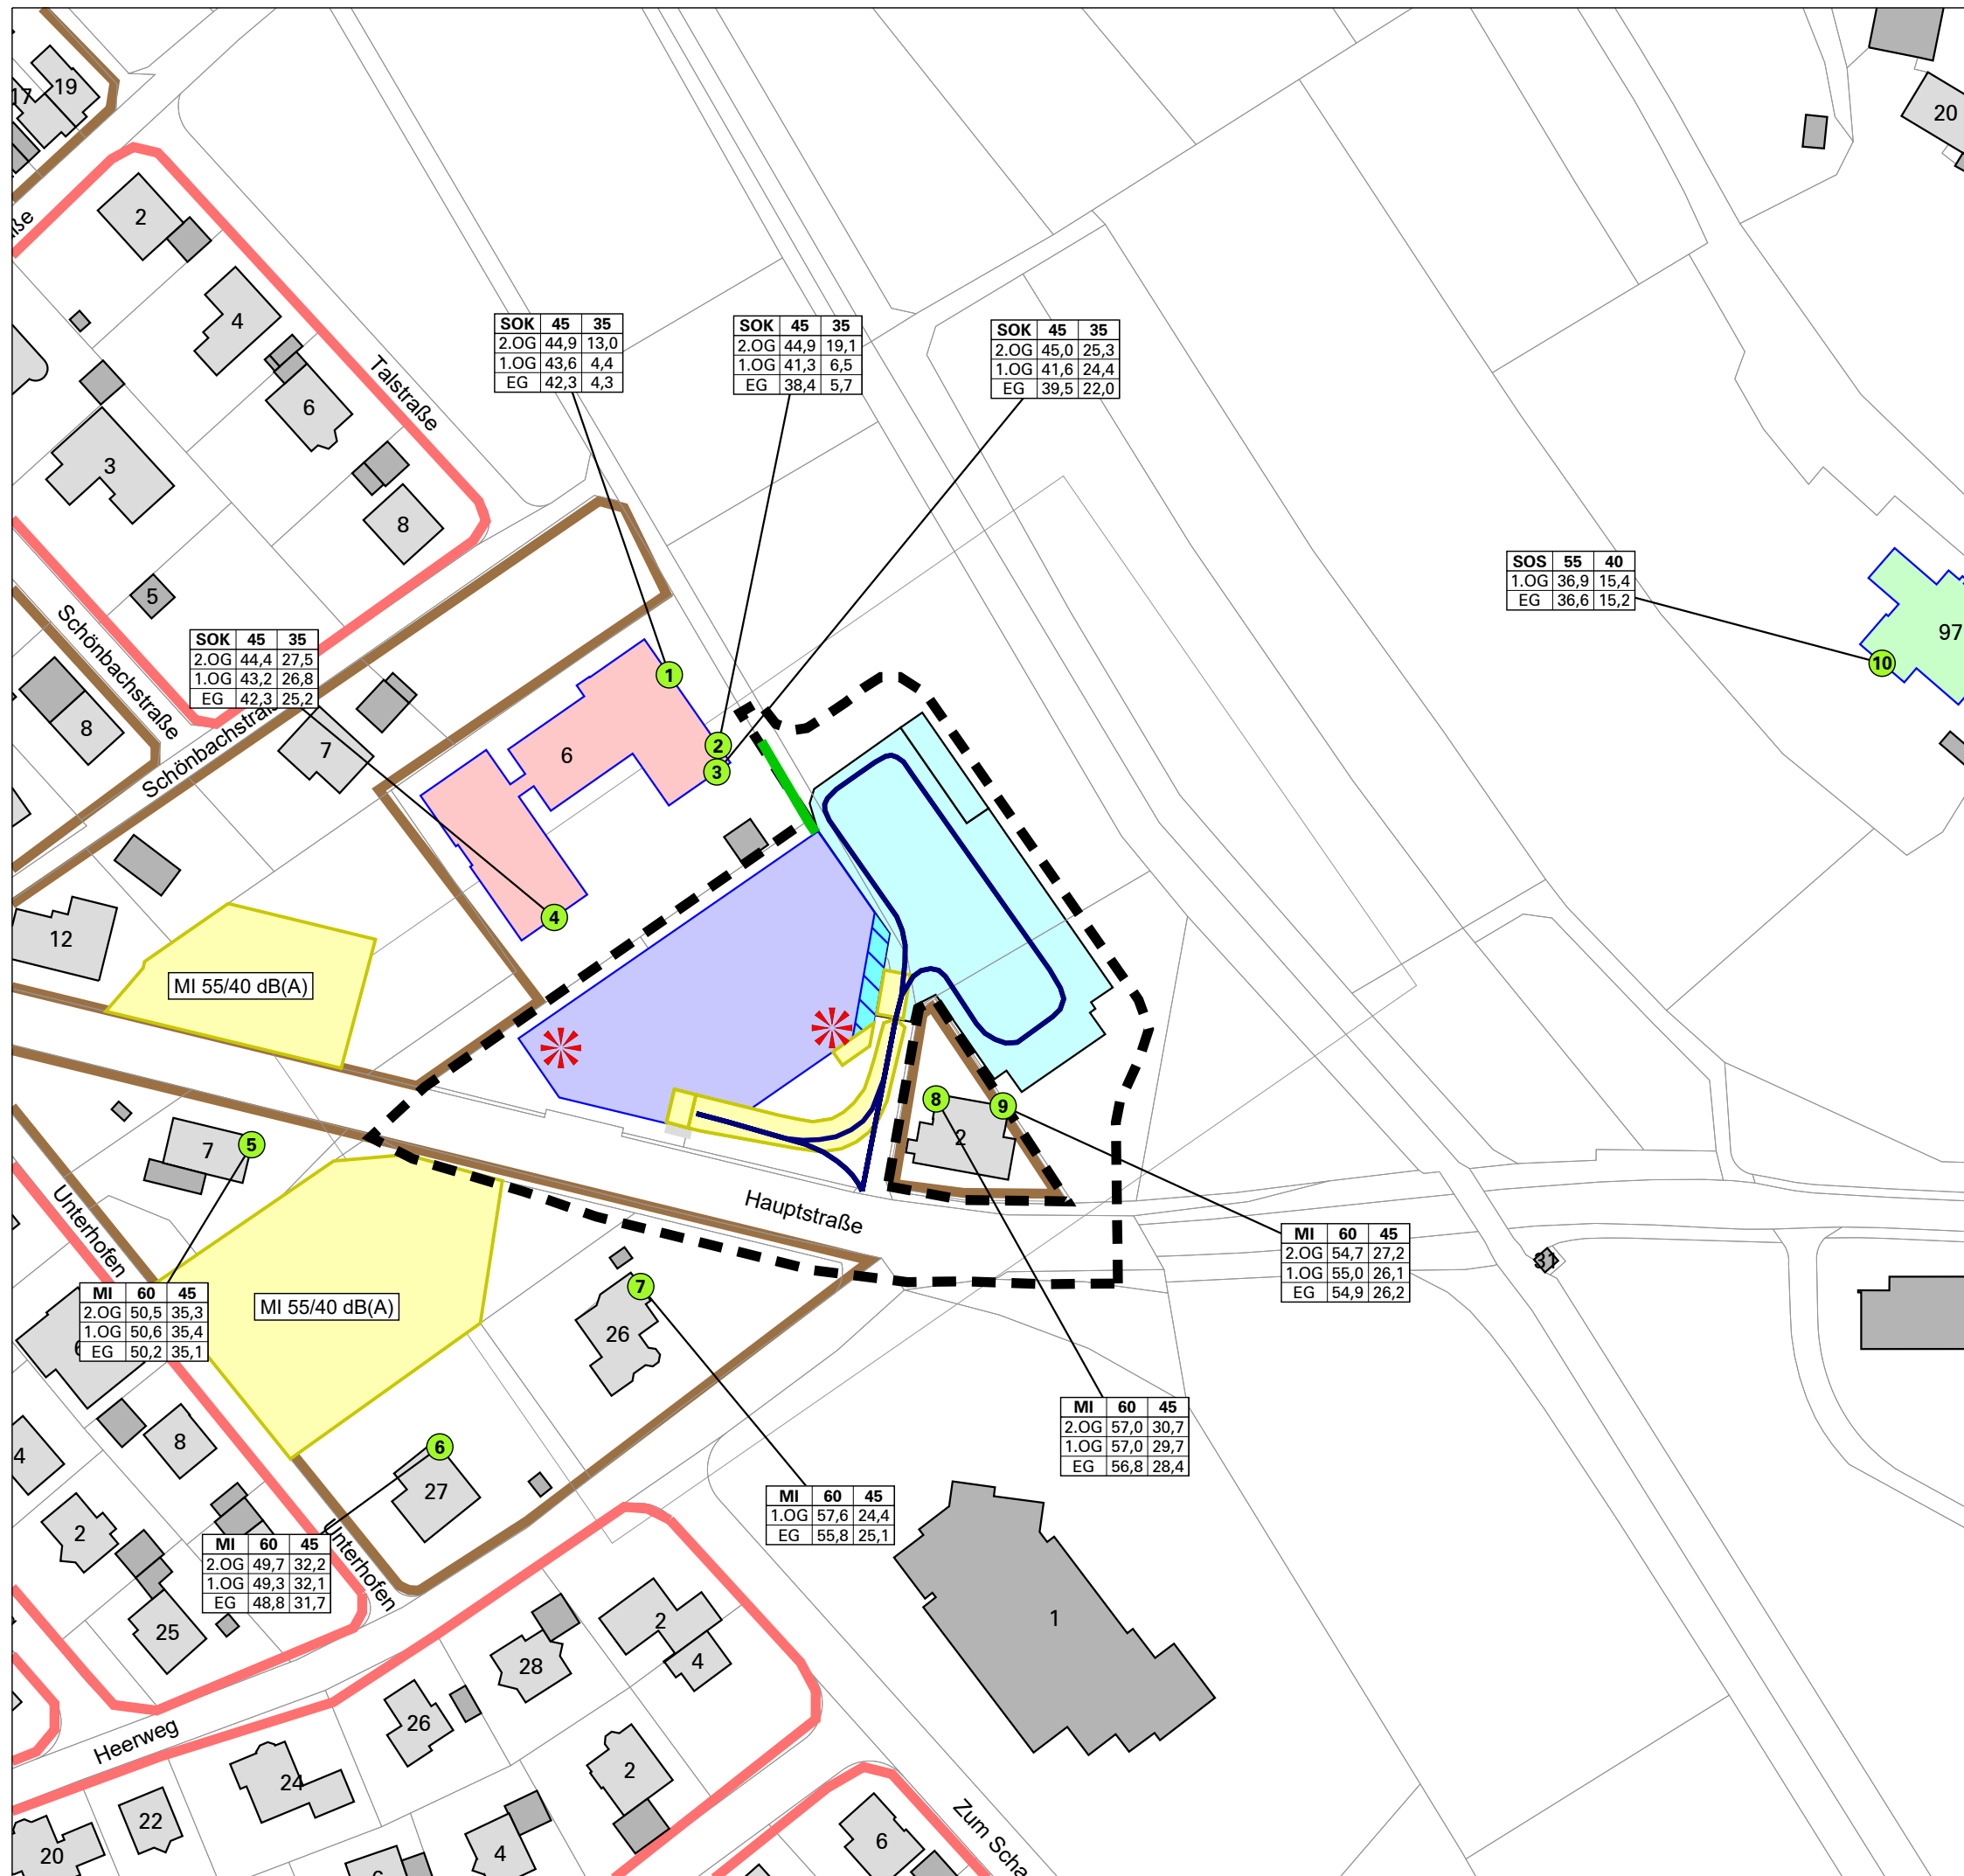 19
17
20
2
4
Talstraße
6
3
8
5
SOK 45 35
2.OG 44,9 13,0
1.OG 43,6 4,4
EG 42,3 4,3
SOK 45 35
2.OG 44,9 19,1
1.OG 41,3 6,5
EG 38,4 5,7
SOK 45 35
2.OG 45,0 25,3
1.OG 41,6 24,4
EG 39,5 22,0
SOS 55 40
1.OG 36,9 15,4
EG 36,6 15,2
97
10
Schönbachstraße
SOK 45 35
2.OG 44,4 27,5
1.OG 43,2 26,8
EG 42,3 25,2
8
7
1
2
3
6
4
12
MI 55/40 dB(A)
7
5
Unterhofen
8
9
2
Hauptstraße
MI 60 45
2.OG 54,7 27,2
1.OG 55,0 26,1
EG 54,9 26,2
31
MI 60 45
2.OG 50,5 35,3
1.OG 50,6 35,4
EG 50,2 35,1
MI 55/40 dB(A)
7
26
4
8
6
27
MI 60 45
2.OG 57,0 30,7
1.OG 57,0 29,7
EG 56,8 28,4
MI 60 45
1.OG 57,6 24,4
EG 55,8 25,1
2
MI 60 45
2.OG 49,7 32,2
1.OG 49,3 32,1
EG 48,8 31,7
Unterhofen
25
28
2
4
1
26
Heerweg
24
2
22
20
4
6
Zum Scha